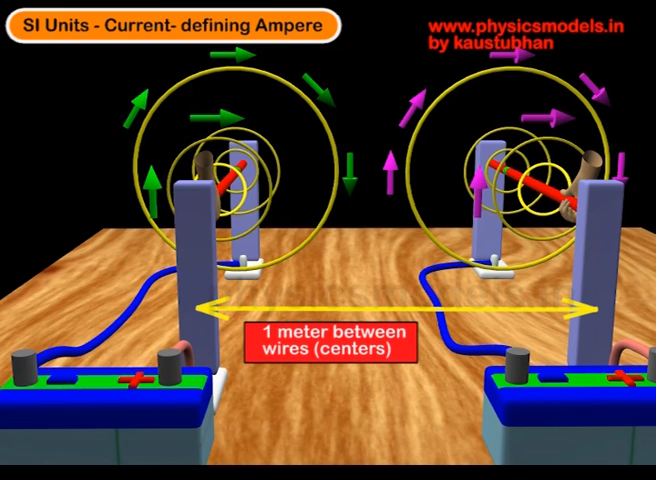 SI Units - Current- defining Ampere
www.physicsmodels.in
by kaustubhan
1 meter between
wires (centers)